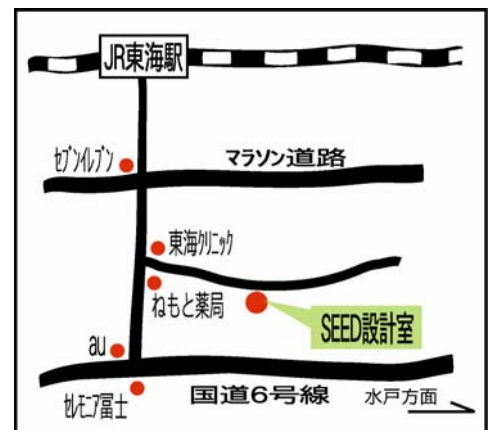 JR東海駅
セブンイレブン
マラソン道路
東海クリニック
ねもと薬局
SEED設計室
au
国道6号線
水戸方面
セレモニア冨士